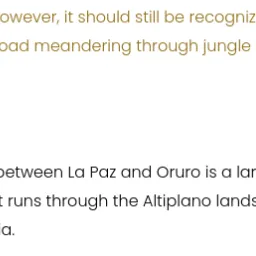 owever, it should still be recogniz
oad meandering through jungle
between La Paz and Oruro is a lar
t runs through the Altiplano lands
ia.